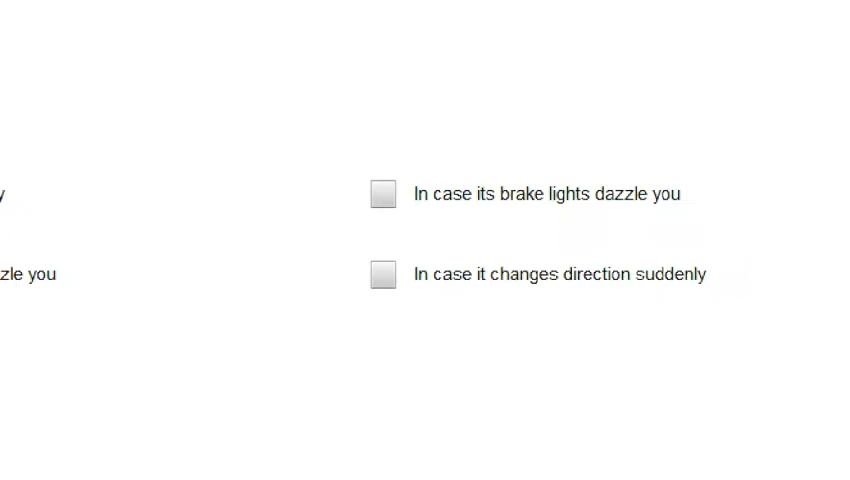 y
In case its brake lights dazzle you
zle you
In case it changes direction suddenly